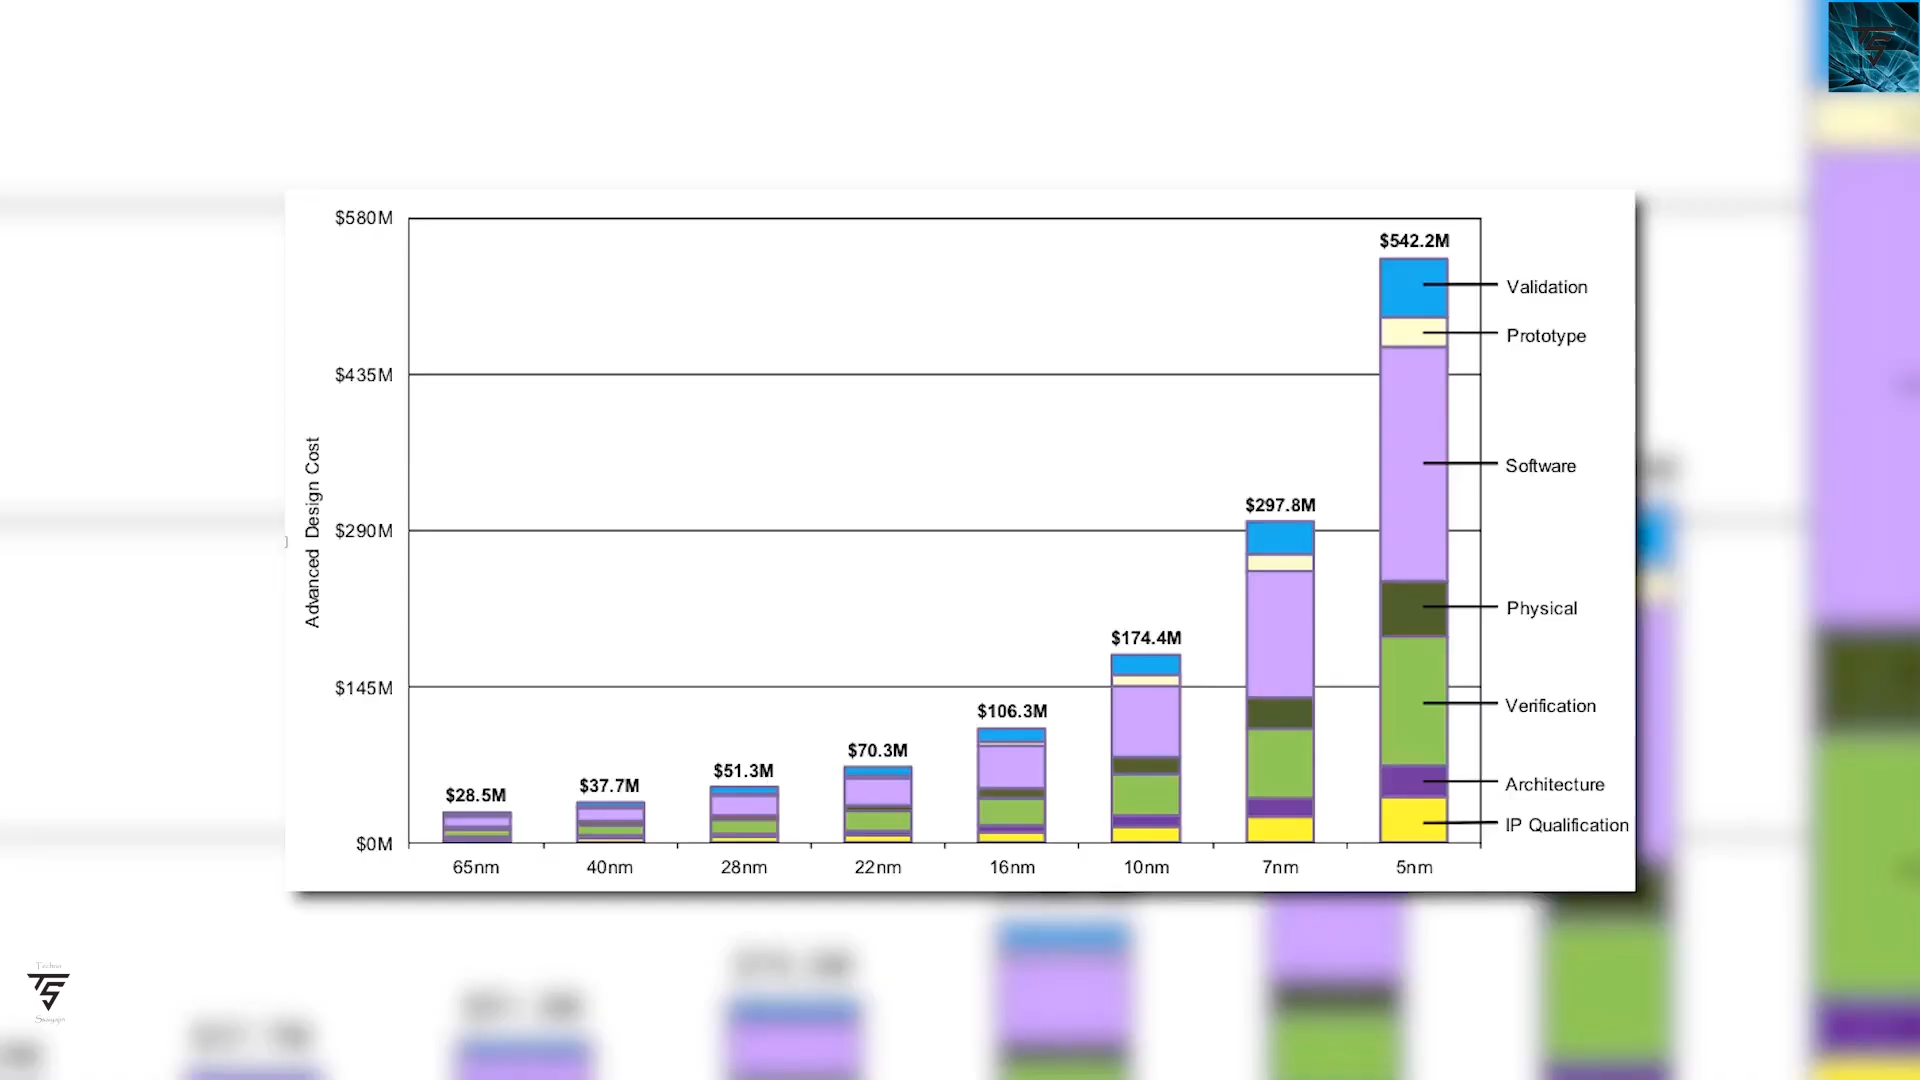 $580M
$542.2M
Validation
Prototype
$435M
Software
$297.8M
$290M
Advanced Design Cost
Physical
$174.4M
$145M
Verification
$106.3M
$70.3M
$51.3M
$37.7M
$28.5M
Architecture
IP Qualification
$0M
65nm 40nm 28nm 22nm 16nm 10nm 7nm 5nm
Techno
TS